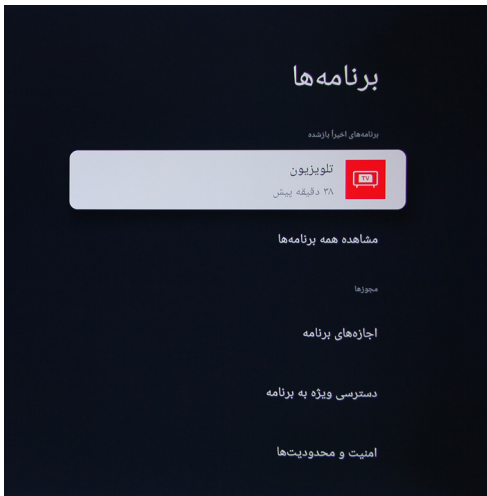 برنامه‌ها
برنامه‌های اخیراً بازشده
تلویزیون
TV
۳۸ دقیقه پیش
مشاهده همه برنامه‌ها
مجوزها
اجازه‌های برنامه
دسترسی ویژه به برنامه
امنیت و محدودیت‌ها